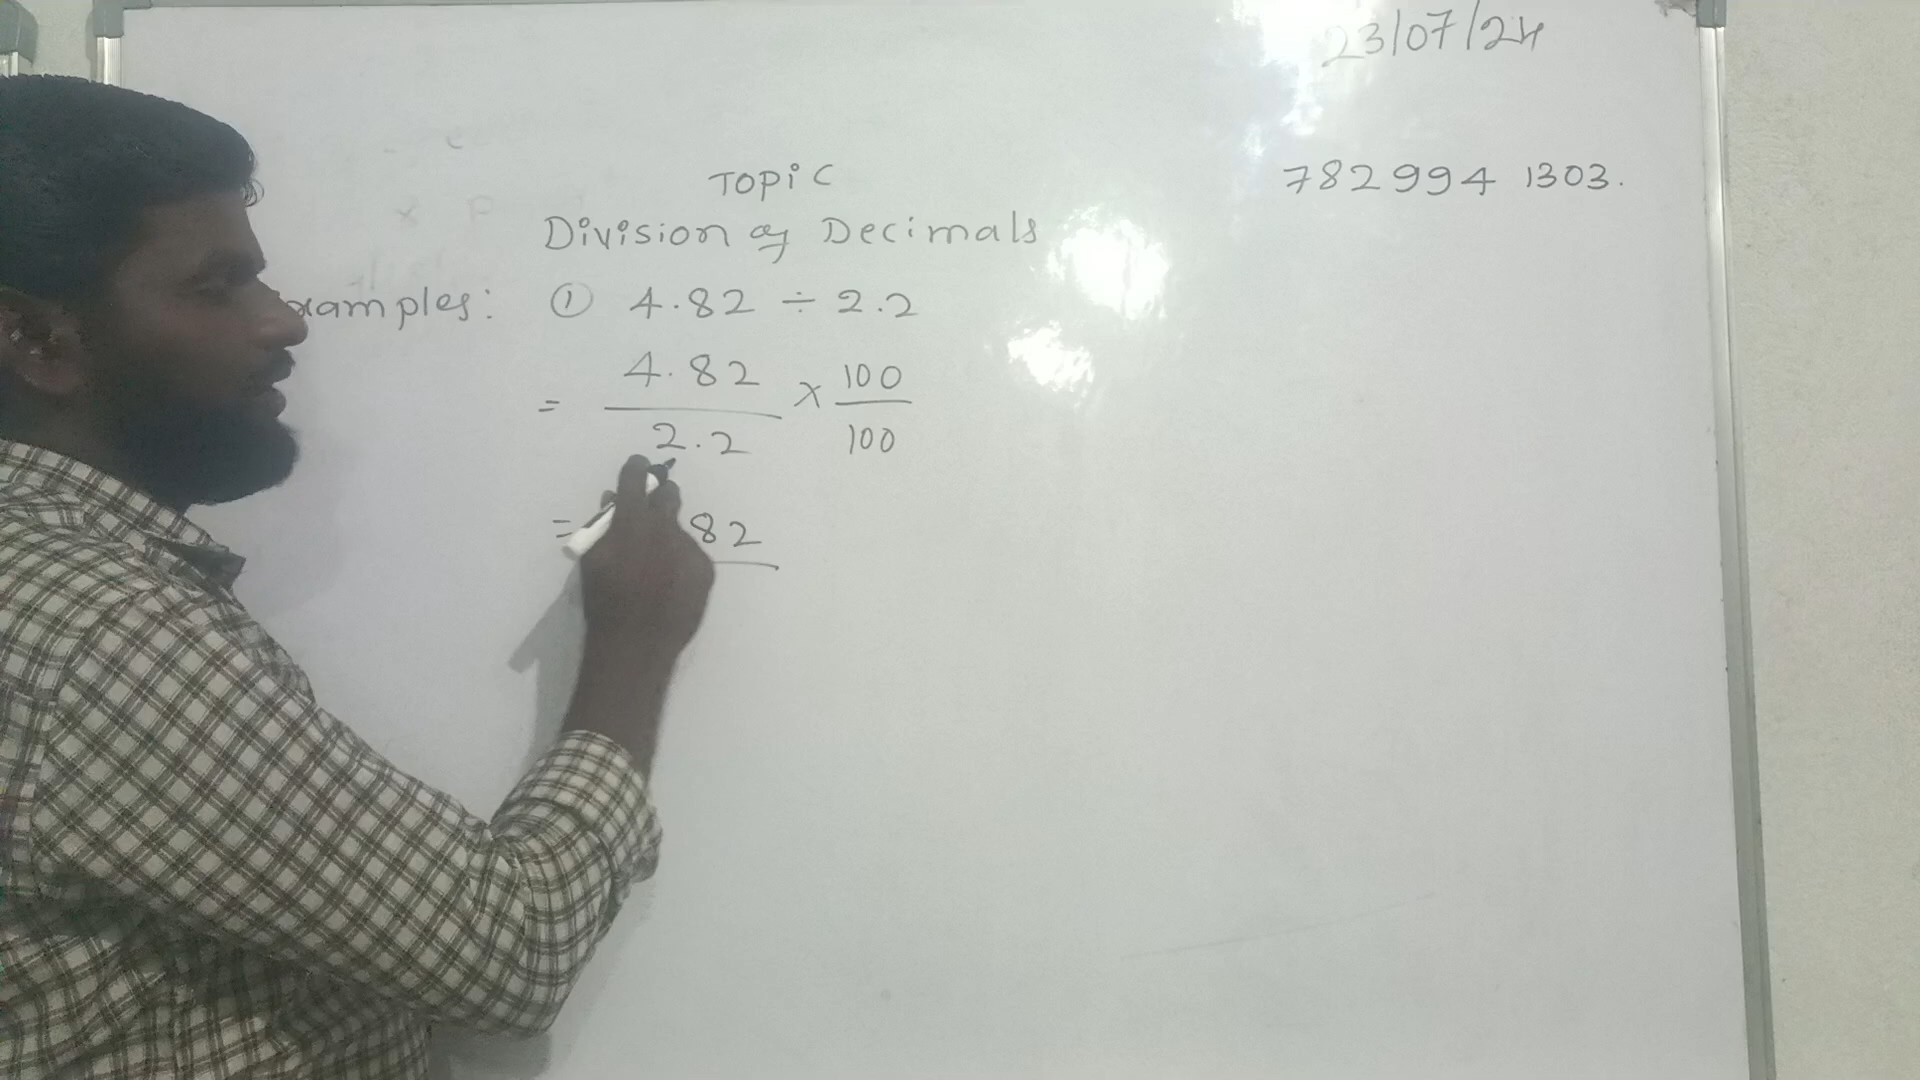 23/07/24
TOPiC
782994 1303.
Division of Decimals
xamples: ① 4.82 ÷ 2.2
= 4.82 / 2.2 × 100 / 100
= 82